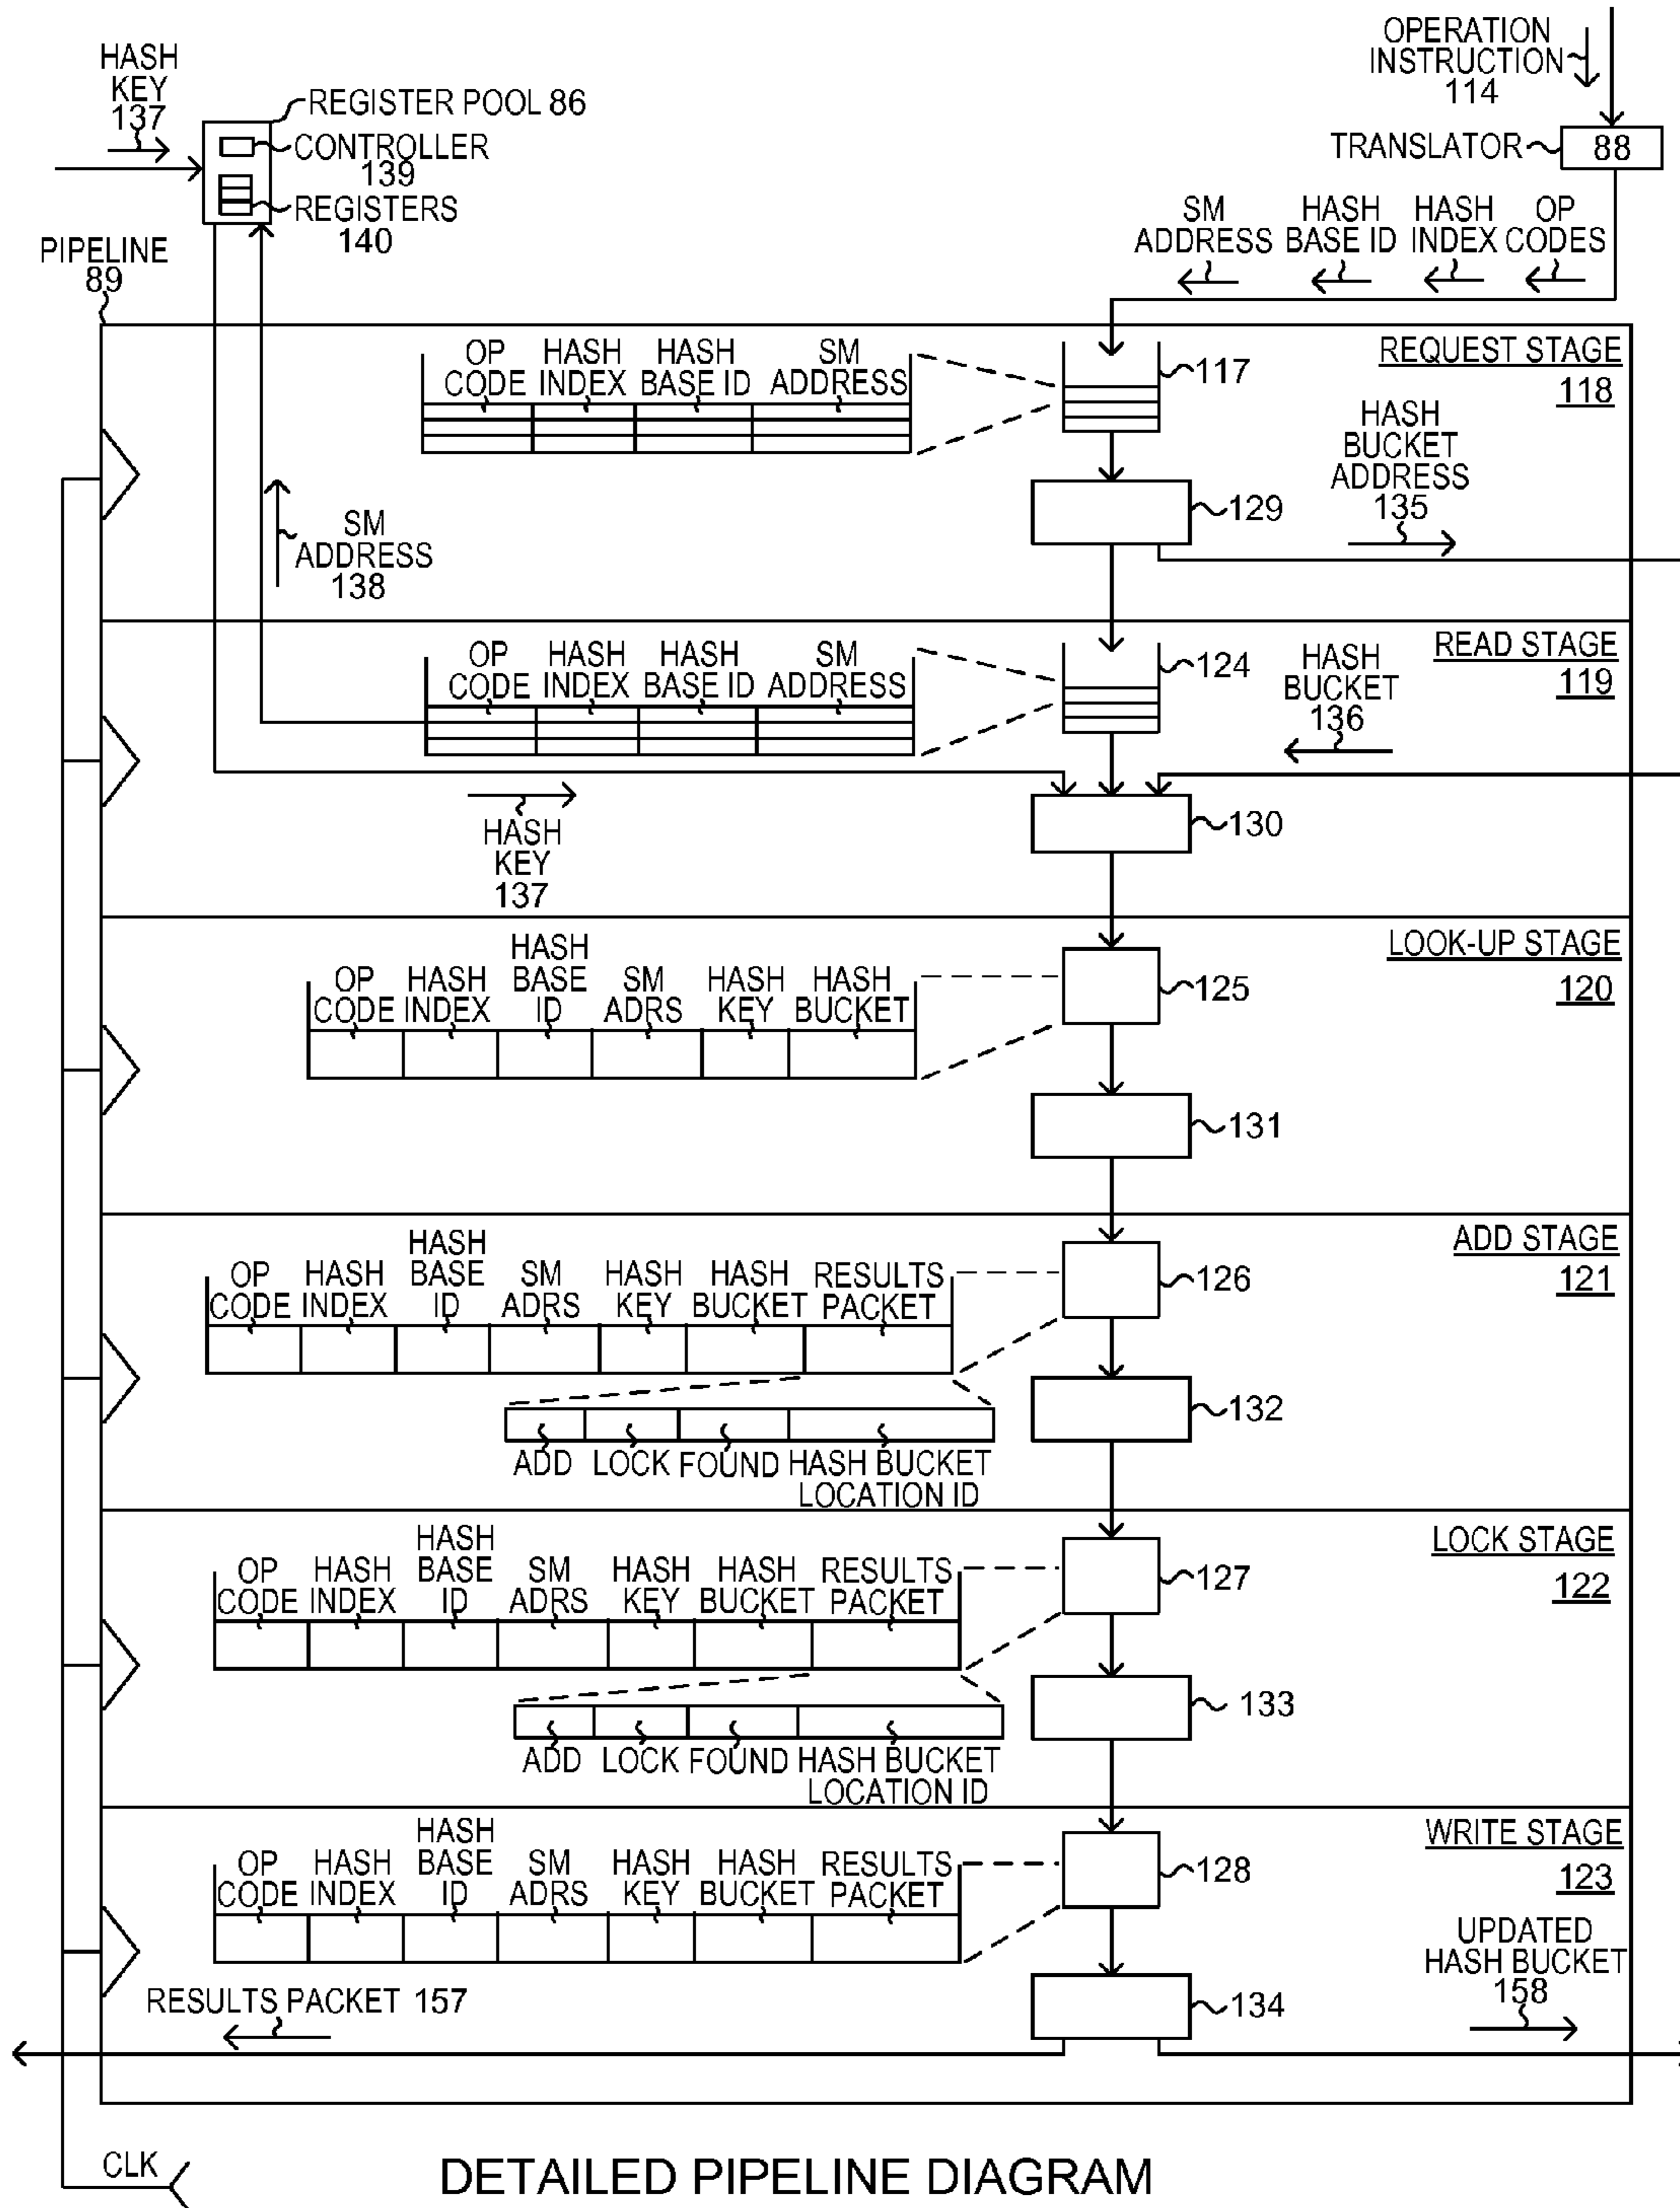 HASH
KEY
137
REGISTER POOL 86
CONTROLLER
139
REGISTERS
140
OPERATION
INSTRUCTION
114
TRANSLATOR
88
SM
ADDRESS
HASH
BASE ID
HASH
INDEX
OP
CODES
PIPELINE
89
REQUEST STAGE
118
OP
CODE
HASH
INDEX
HASH
BASE ID
SM
ADDRESS
117
129
HASH
BUCKET
ADDRESS
135
SM
ADDRESS
138
READ STAGE
119
OP
CODE
HASH
INDEX
HASH
BASE ID
SM
ADDRESS
124
HASH
BUCKET
136
HASH
KEY
137
130
LOOK-UP STAGE
120
OP
CODE
HASH
INDEX
HASH
BASE
ID
SM
ADRS
HASH
KEY
HASH
BUCKET
125
131
ADD STAGE
121
OP
CODE
HASH
INDEX
HASH
BASE
ID
SM
ADRS
HASH
KEY
HASH
BUCKET
RESULTS
PACKET
126
132
ADD
LOCK
FOUND
HASH BUCKET
LOCATION ID
LOCK STAGE
122
OP
CODE
HASH
INDEX
HASH
BASE
ID
SM
ADRS
HASH
KEY
HASH
BUCKET
RESULTS
PACKET
127
133
ADD
LOCK
FOUND
HASH BUCKET
LOCATION ID
WRITE STAGE
123
OP
CODE
HASH
INDEX
HASH
BASE
ID
SM
ADRS
HASH
KEY
HASH
BUCKET
RESULTS
PACKET
128
134
UPDATED
HASH BUCKET
158
RESULTS PACKET 157
CLK
DETAILED PIPELINE DIAGRAM